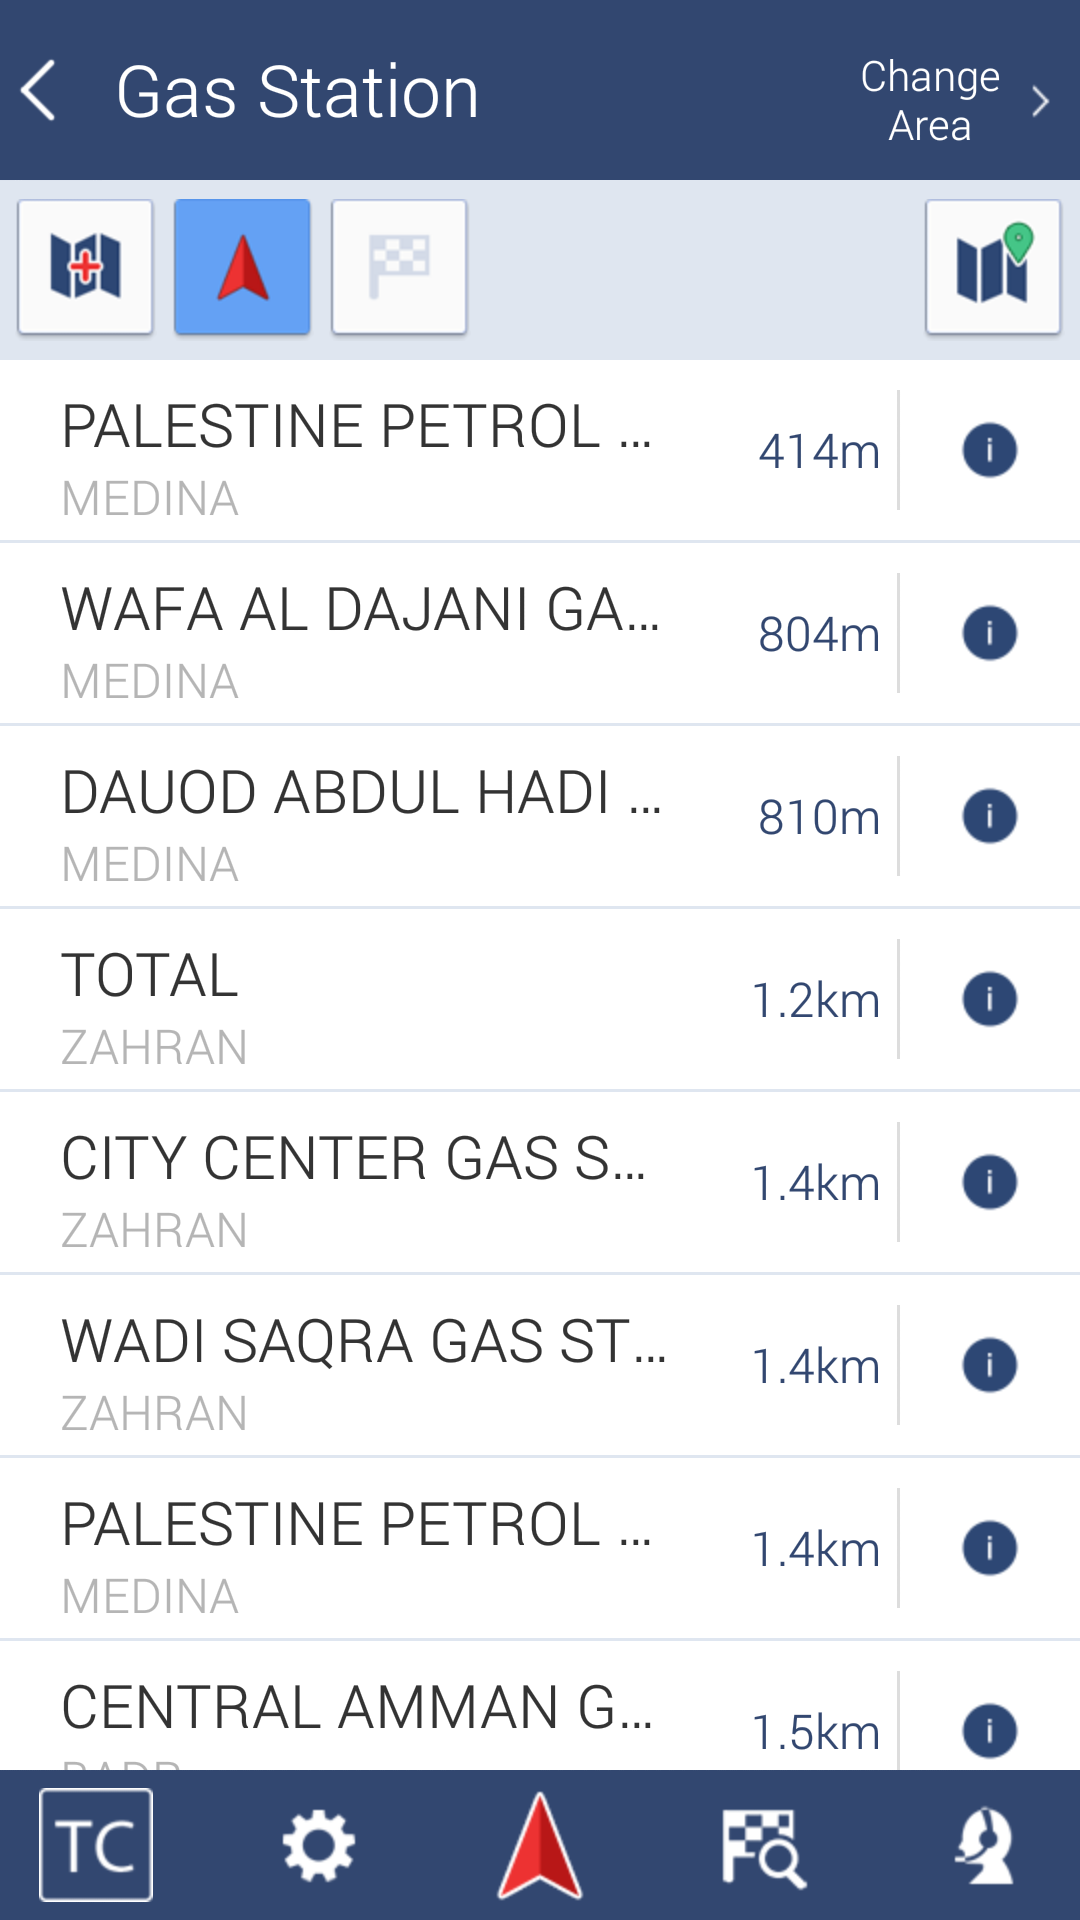 Gas Station
Change
Area
PALESTINE PETROL ...
MEDINA
414m
WAFA AL DAJANI GA...
MEDINA
804m
DAUOD ABDUL HADI ...
MEDINA
810m
TOTAL
ZAHRAN
1.2km
CITY CENTER GAS S...
ZAHRAN
1.4km
WADI SAQRA GAS ST...
ZAHRAN
1.4km
PALESTINE PETROL ...
MEDINA
1.4km
CENTRAL AMMAN G...
1.5km
TC